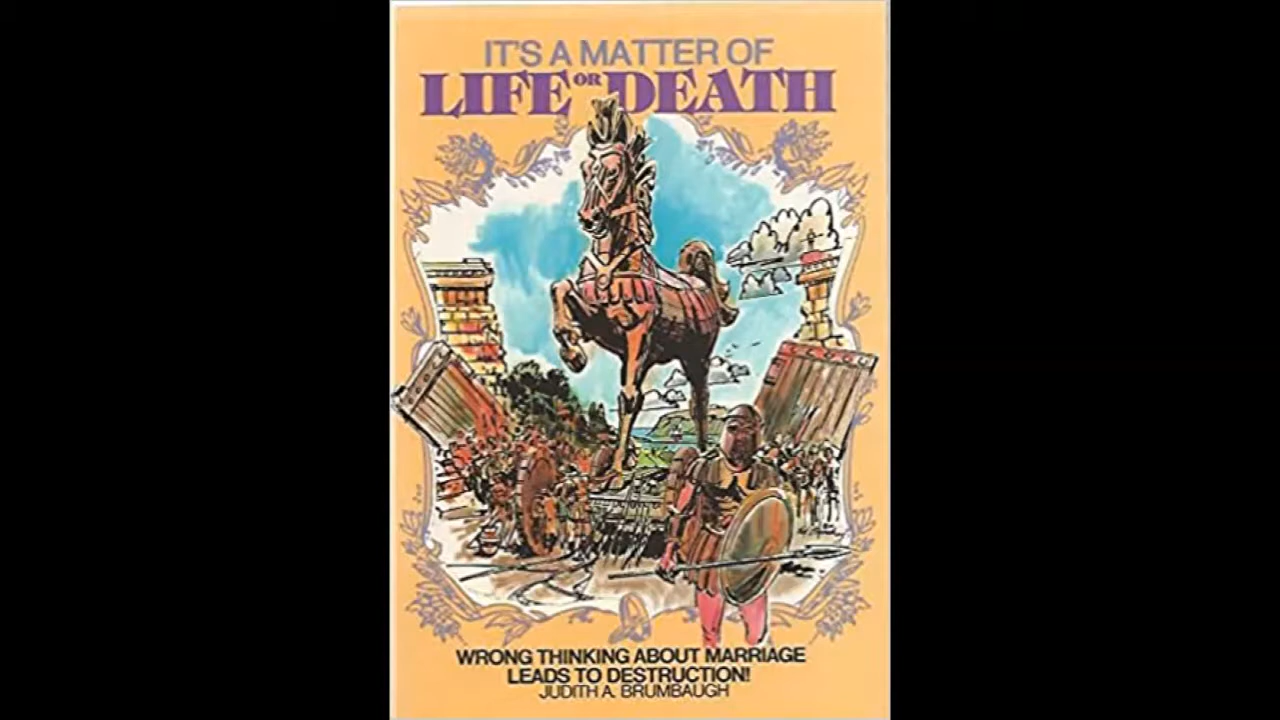 IT'S A MATTER OF
LIFE OR DEATH
WRONG THINKING ABOUT MARRIAGE
LEADS TO DESTRUCTION!
JUDITH A. BRUMBAUGH